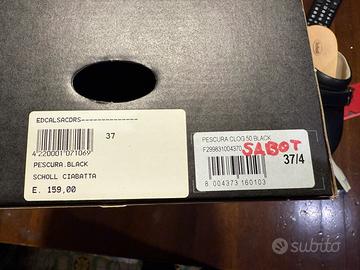 EDCALSACDRS---------------
37
4"220001"071069"
PESCURA.BLACK
SCHOLL CIABATTA
E. 159,00
PESCURA CLOG 50 BLACK
F299831004370
SABOT
37/4
8 004373 160103
subito